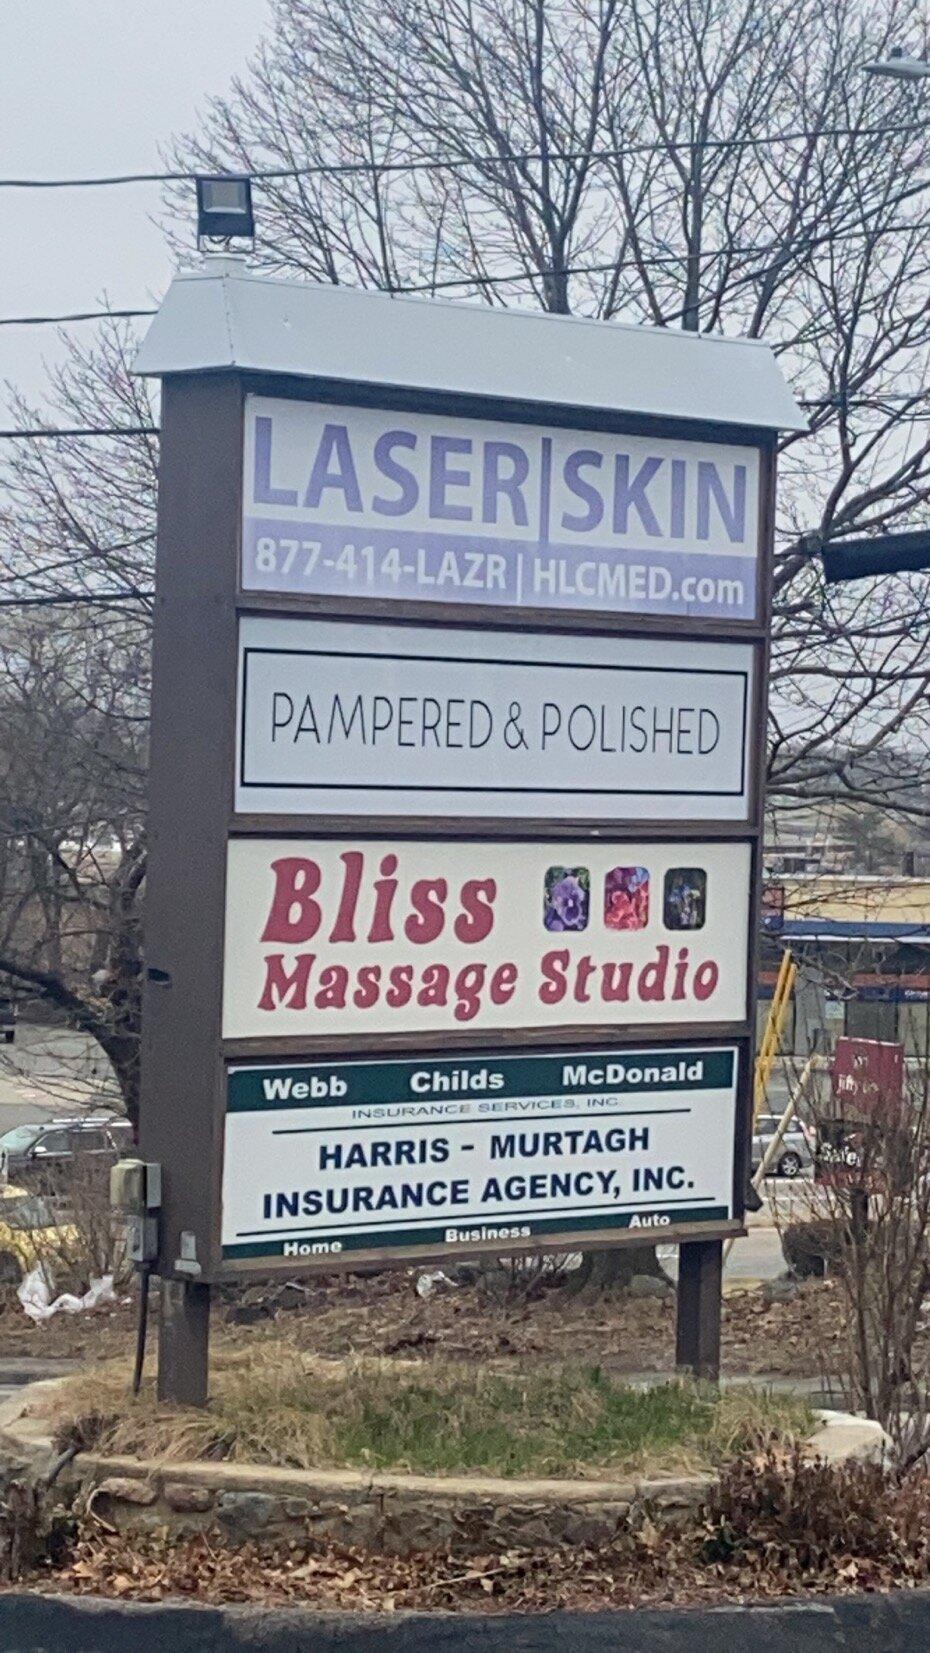 LASER|SKIN
877-414-LAZR | HLCMED.com
PAMPERED & POLISHED
Bliss
Massage Studio
Webb Childs McDonald
INSURANCE SERVICES, INC.
HARRIS - MURTAGH
INSURANCE AGENCY, INC.
Home Business Auto